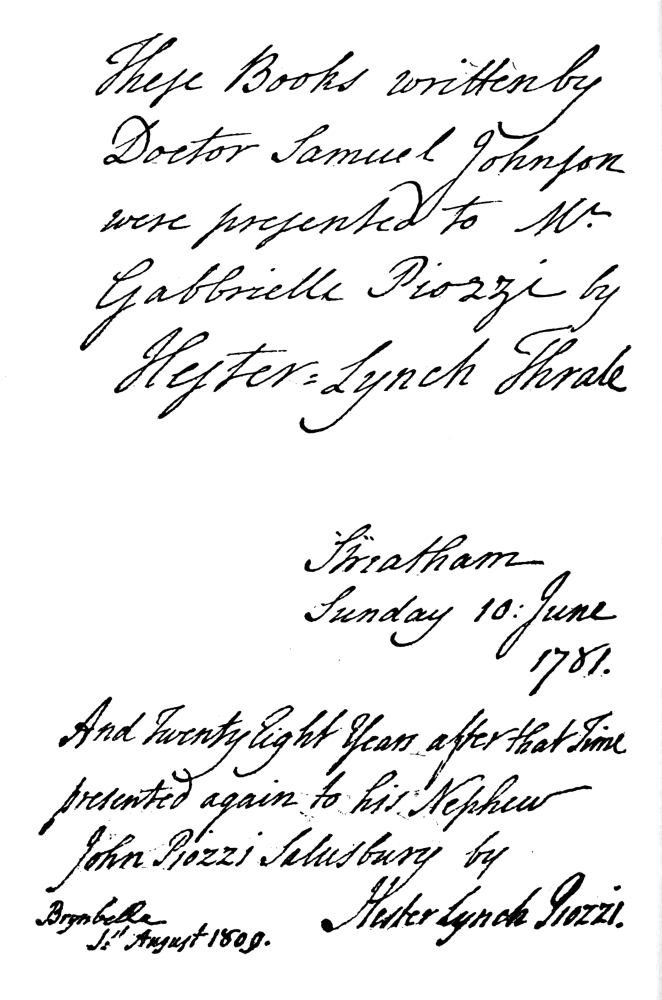 These Books written by
Doctor Samuel Johnson
were presented to Mr.
Gabbrielle Piozzi by
Hester=Lynch Thrale
Streatham
Sunday 10: June
1781.
And Twenty Eight Years after that Time
presented again to his Nephew
John Piozzi Salusbury by
Hester Lynch Piozzi.
Brynbella
1st August 1809.